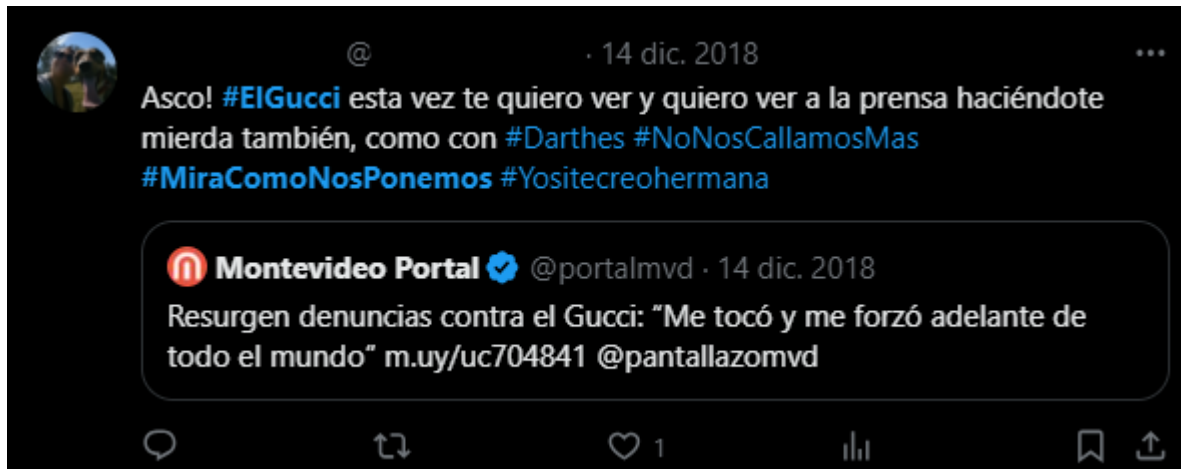 @ · 14 dic. 2018
Asco! #ElGucci esta vez te quiero ver y quiero ver a la prensa haciéndote
mierda también, como con #Darthes #NoNosCallamosMas
#MiraComoNosPonemos #Yositecreohermana
Montevideo Portal @portalmvd · 14 dic. 2018
Resurgen denuncias contra el Gucci: “Me tocó y me forzó adelante de
todo el mundo” m.uy/uc704841 @pantallazomvd
1